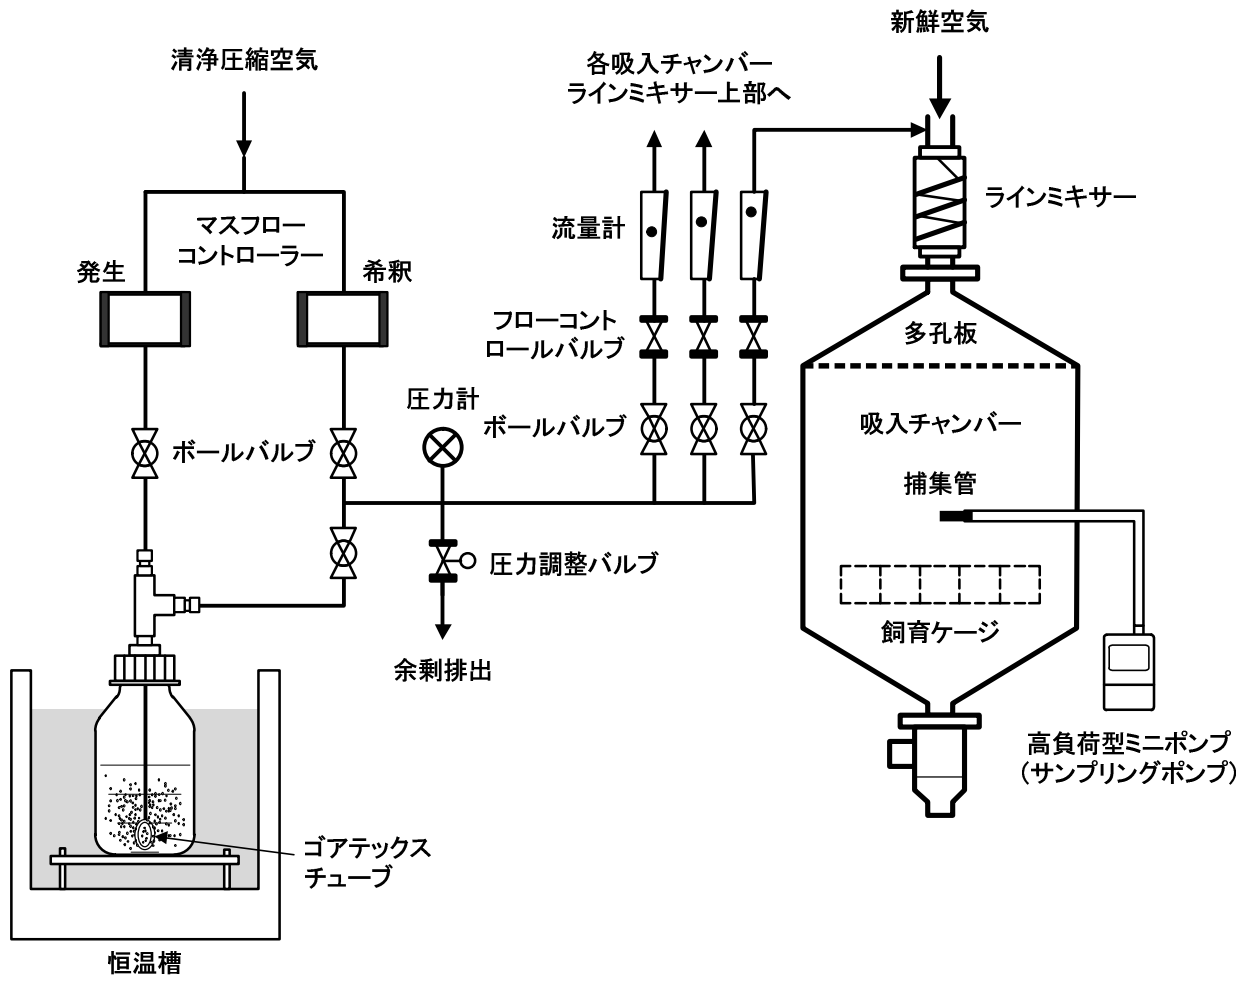 新鮮空気
清浄圧縮空気
各吸入チャンバー
ラインミキサー上部へ
ラインミキサー
マスフロー
コントローラー
流量計
発生
希釈
フローコント
ロールバルブ
多孔板
圧力計
ボールバルブ
ボールバルブ
吸入チャンバー
捕集管
圧力調整バルブ
飼育ケージ
余剰排出
高負荷型ミニポンプ
(サンプリングポンプ)
ゴアテックス
チューブ
恒温槽